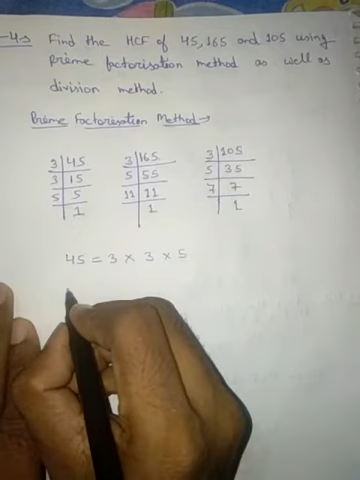 -4.) Find the HCF of 45, 165 and 105 using
prime factorisation method as well as
division method.
Prime Factorisation Method→
3 | 45
3 | 15
5 | 5
1
3 | 165
5 | 55
11 | 11
1
3 | 105
5 | 35
7 | 7
1
45 = 3 × 3 × 5